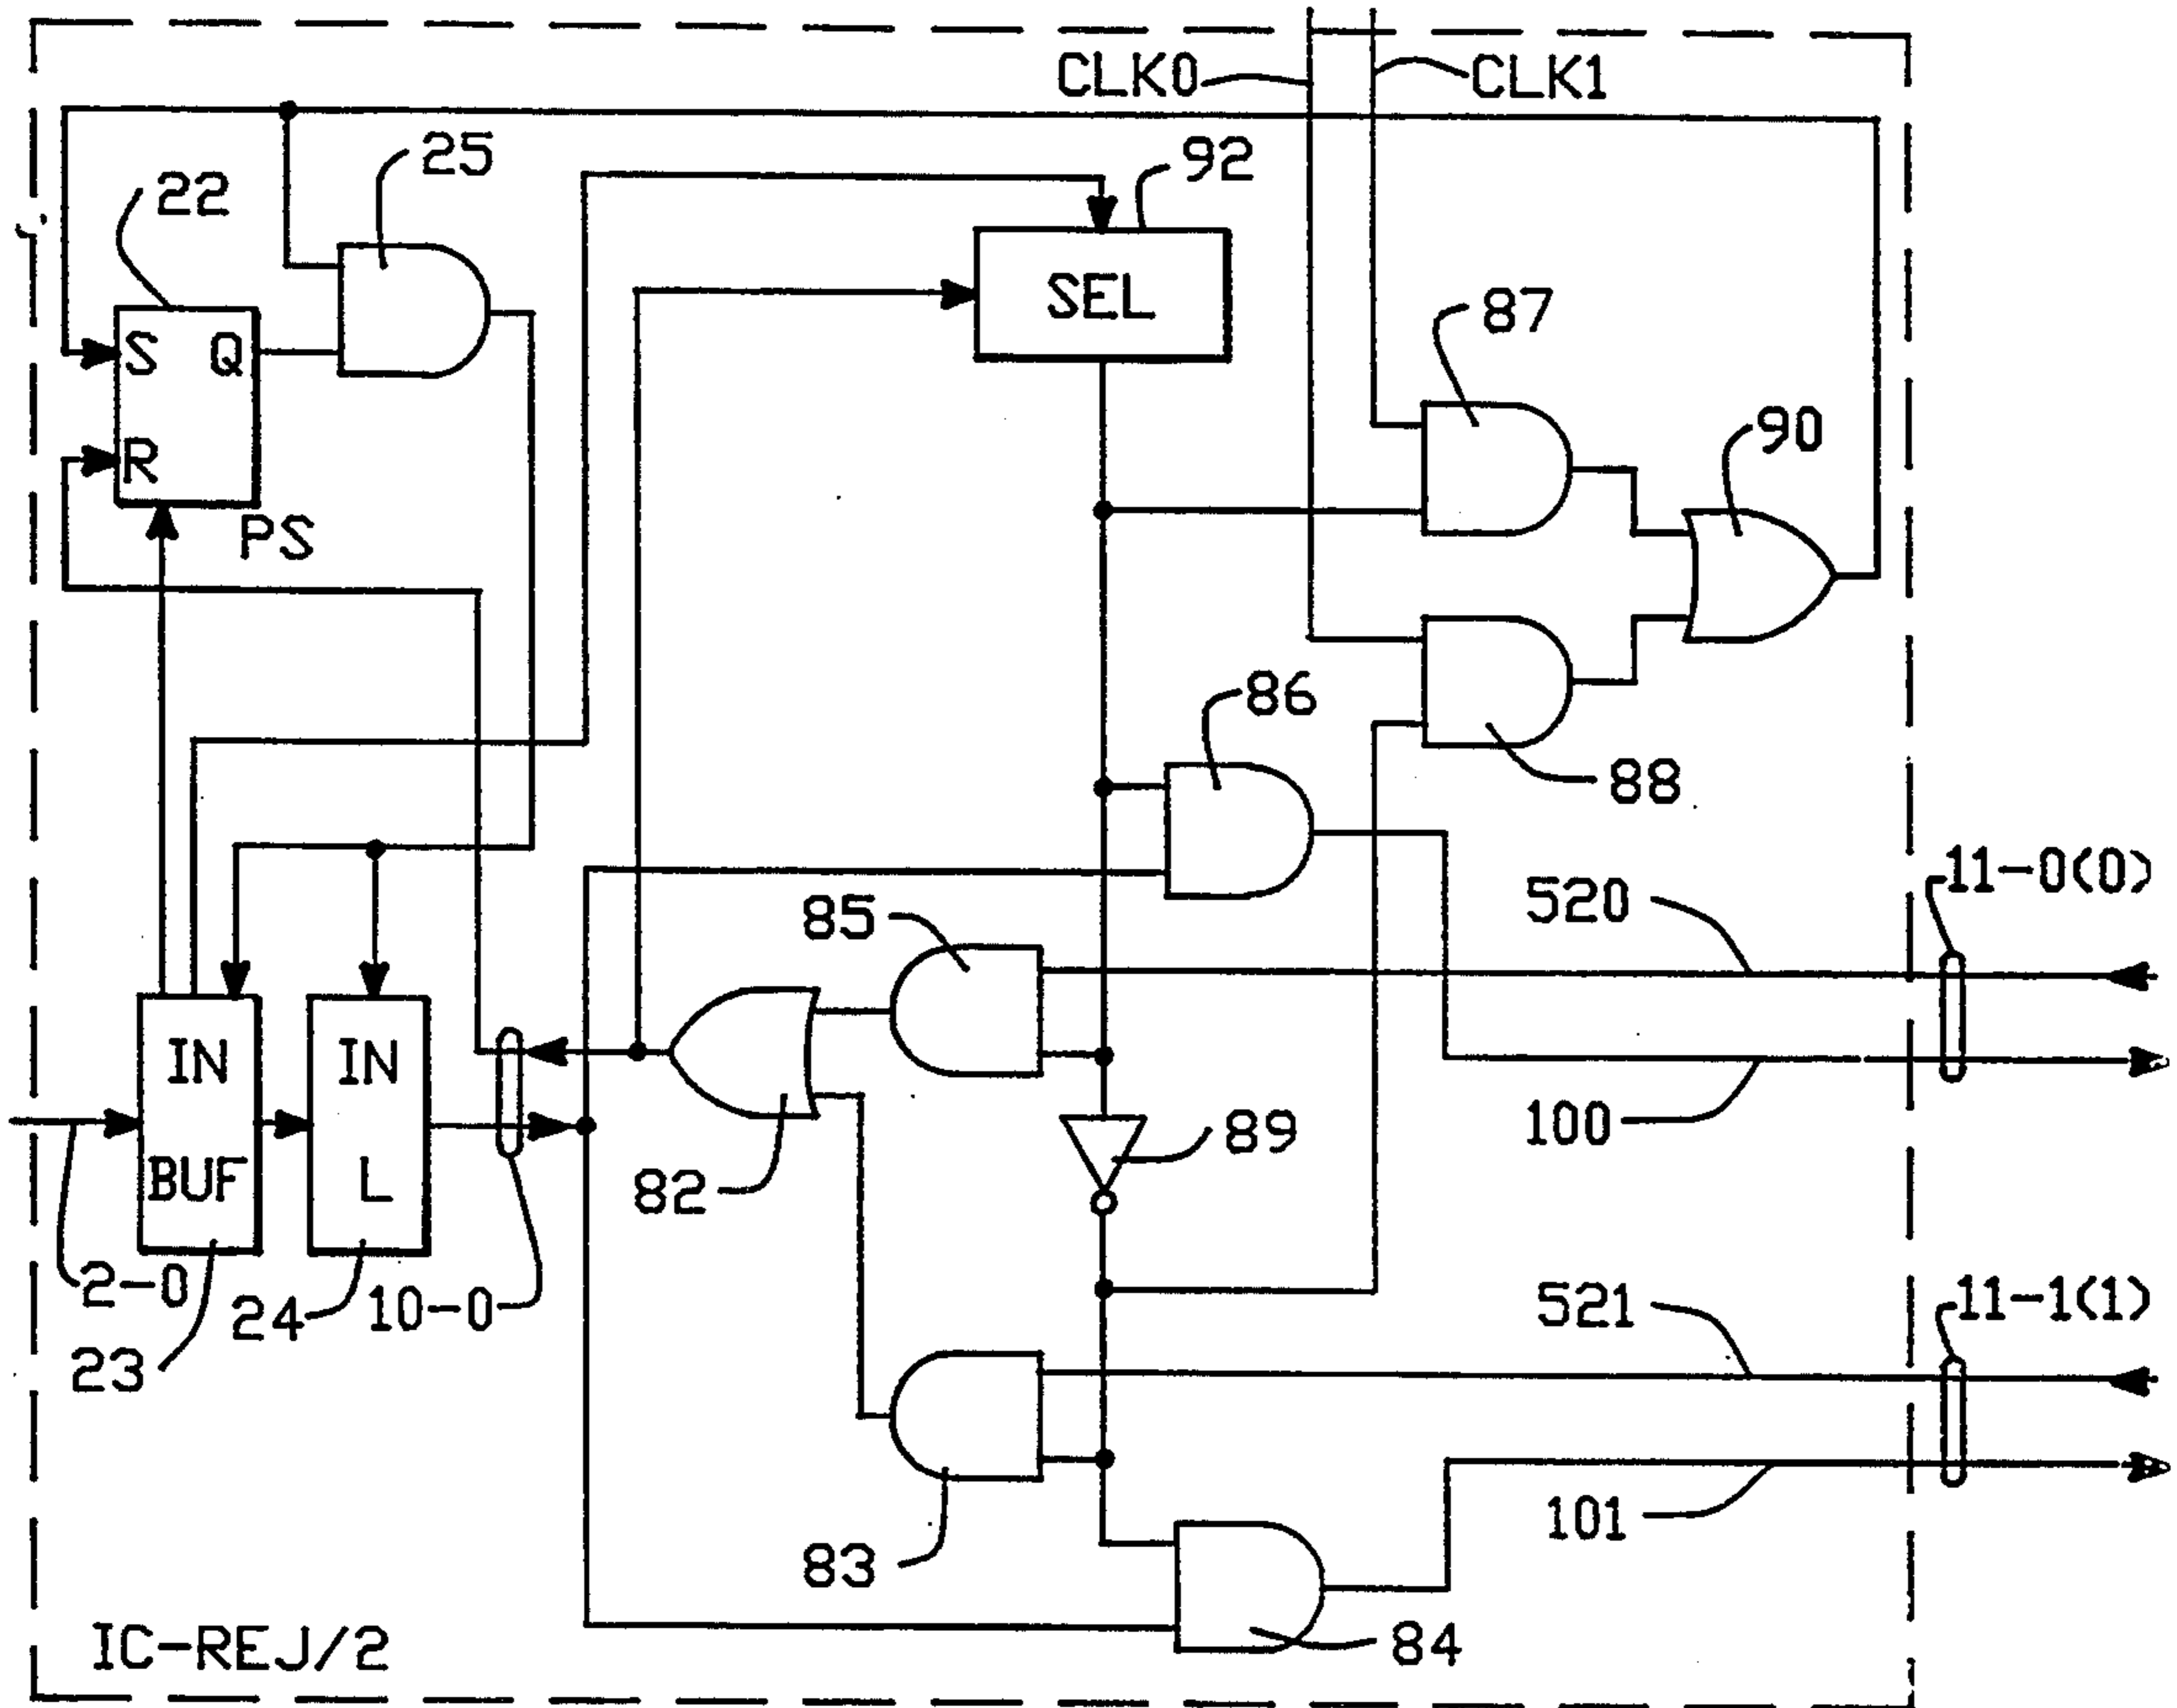 CLK0
CLK1
25
92
22
SEL
87
S Q
90
R
PS
86
88
11-0(0)
520
85
IN
IN
100
89
BUF
L
82
2-0
24
10-0
521
11-1(1)
23
101
83
84
IC-REJ/2